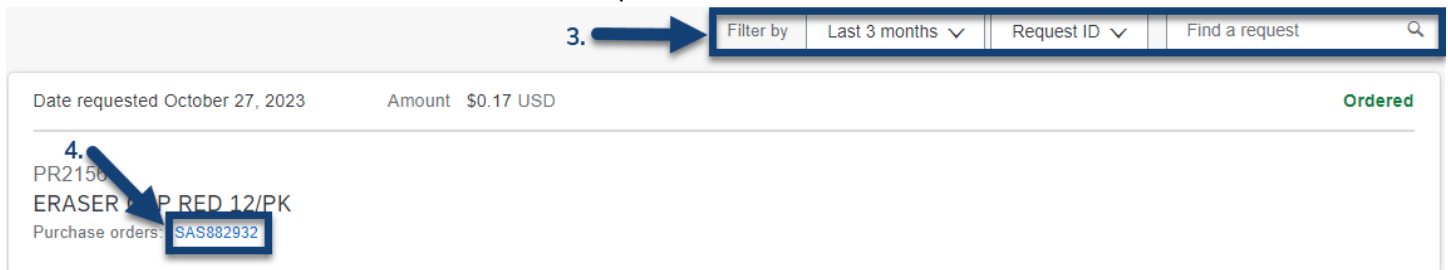 3. Filter by Last 3 months Request ID Find a request
Date requested October 27, 2023 Amount $0.17 USD Ordered
4.
PR2156
ERASER RED 12/PK
Purchase orders: SAS882932